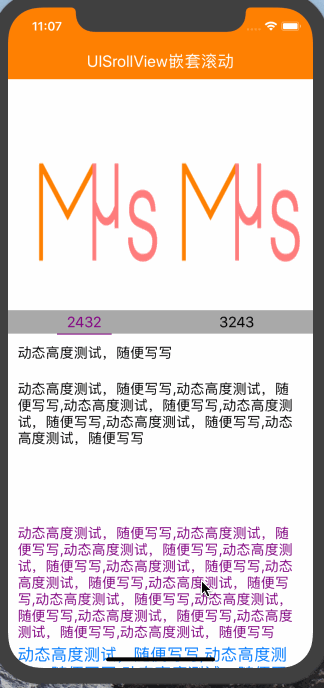 11:07
UISrollView嵌套滚动
MμsMμs
2432
3243
动态高度测试，随便写写
动态高度测试，随便写写,动态高度测试，随
便写写,动态高度测试，随便写写,动态高度测
试，随便写写,动态高度测试，随便写写,动态
高度测试，随便写写
动态高度测试，随便写写,动态高度测试，随
便写写,动态高度测试，随便写写,动态高度测
试，随便写写,动态高度测试，随便写写,动态
高度测试，随便写写,动态高度测试，随便写
写,动态高度测试，随便写写,动态高度测试，
随便写写,动态高度测试，随便写写,动态高度
测试，随便写写,动态高度测试，随便写写
动态高度测试，随便写写,动态高度测